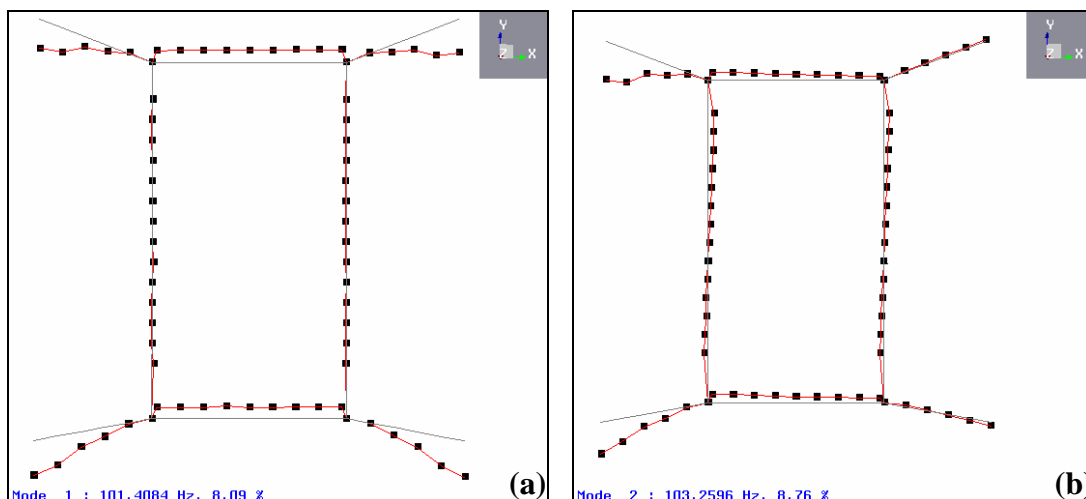 Y
Z X
Y
Z X
Mode 1 : 101.4084 Hz, 8.09 %
(a)
Mode 2 : 103.2596 Hz, 8.76 %
(b)